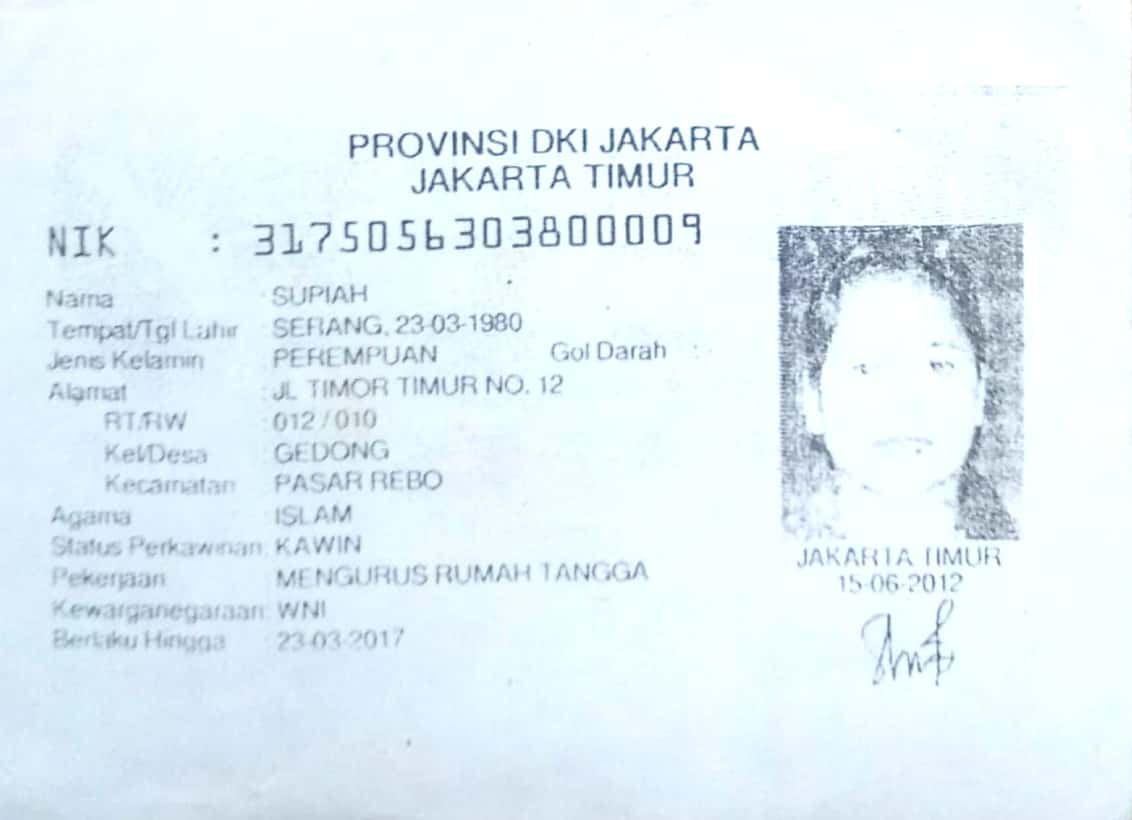 PROVINSI DKI JAKARTA
JAKARTA TIMUR
NIK : 3175056303800009
Nama : SUPIAH
Tempat/Tgl Lahir : SERANG, 23-03-1980
Jenis Kelamin : PEREMPUAN Gol Darah :
Alamat : JL TIMOR TIMUR NO. 12
RT/RW : 012 / 010
Kel/Desa : GEDONG
Kecamatan : PASAR REBO
Agama : ISLAM
Status Perkawinan : KAWIN
Pekerjaan : MENGURUS RUMAH TANGGA
Kewarganegaraan : WNI
Berlaku Hingga : 23-03-2017
JAKARTA TIMUR
15-06-2012